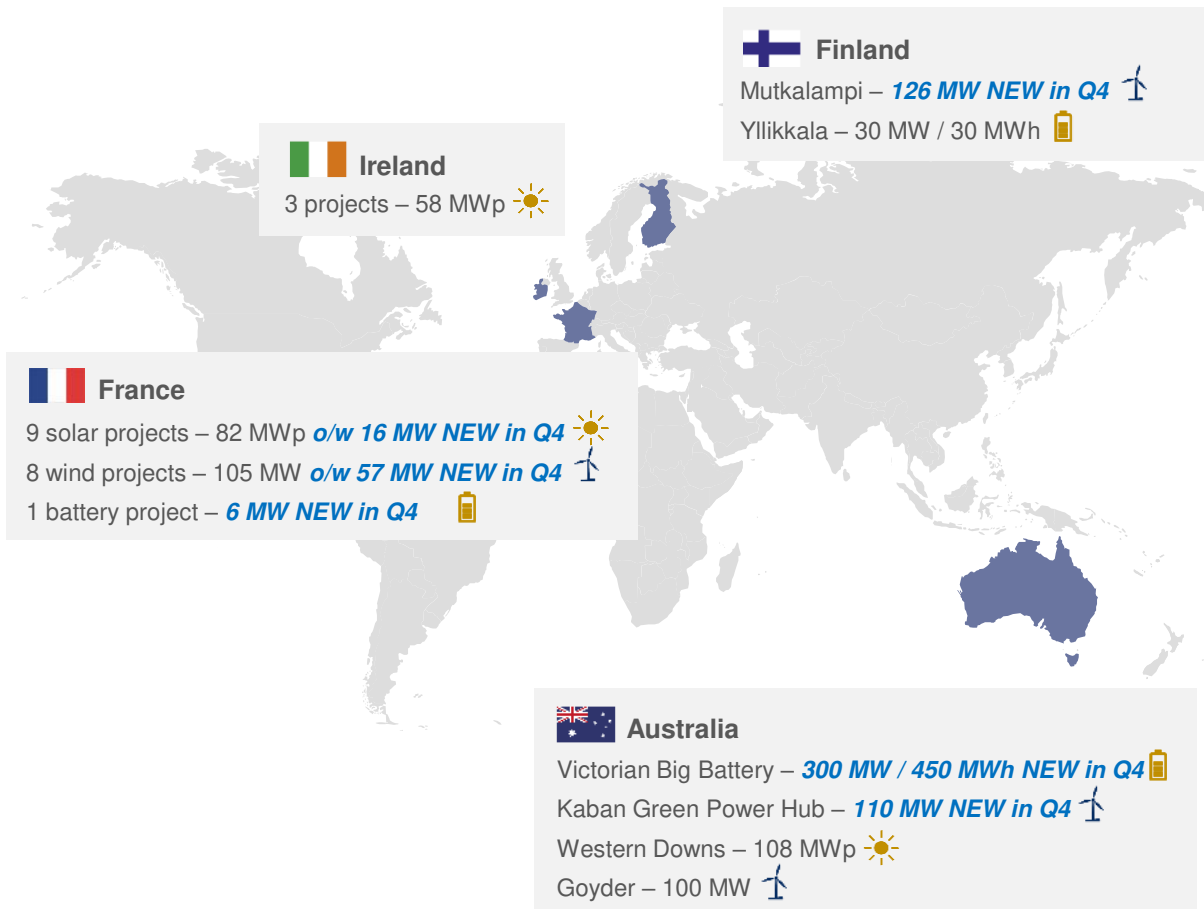 Finland
Mutkalampi – 126 MW NEW in Q4
Yllikkala – 30 MW / 30 MWh
Ireland
3 projects – 58 MWp
France
9 solar projects – 82 MWp o/w 16 MW NEW in Q4
8 wind projects – 105 MW o/w 57 MW NEW in Q4
1 battery project – 6 MW NEW in Q4
Australia
Victorian Big Battery – 300 MW / 450 MWh NEW in Q4
Kaban Green Power Hub – 110 MW NEW in Q4
Western Downs – 108 MWp
Goyder – 100 MW